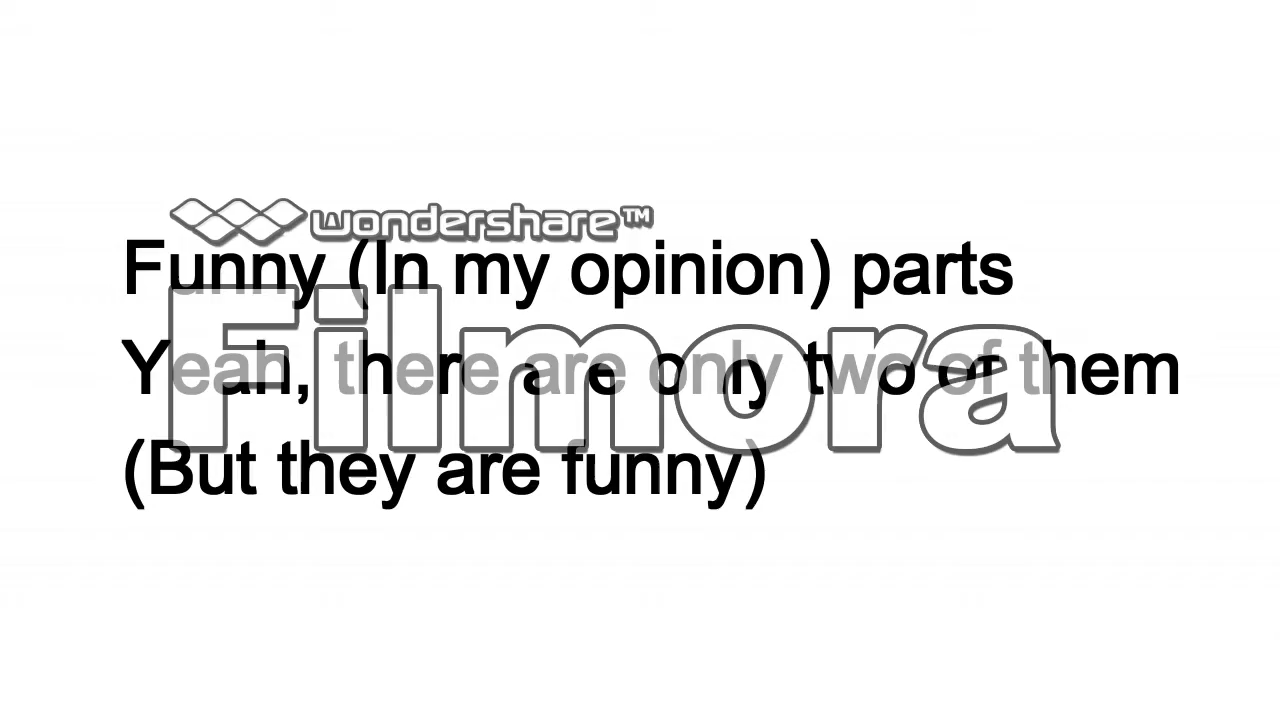 wondershare™
Funny (In my opinion) parts
Filmora
Yeah, there are only two of them
(But they are funny)